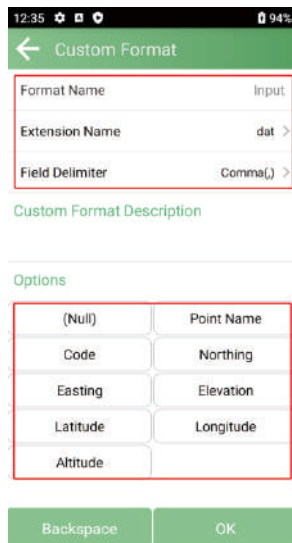 12:35 94%
Custom Format
Format Name Input
Extension Name dat >
Field Delimiter Comma(,) >
Custom Format Description
Options
(Null) Point Name
Code Northing
Easting Elevation
Latitude Longitude
Altitude
Backspace OK